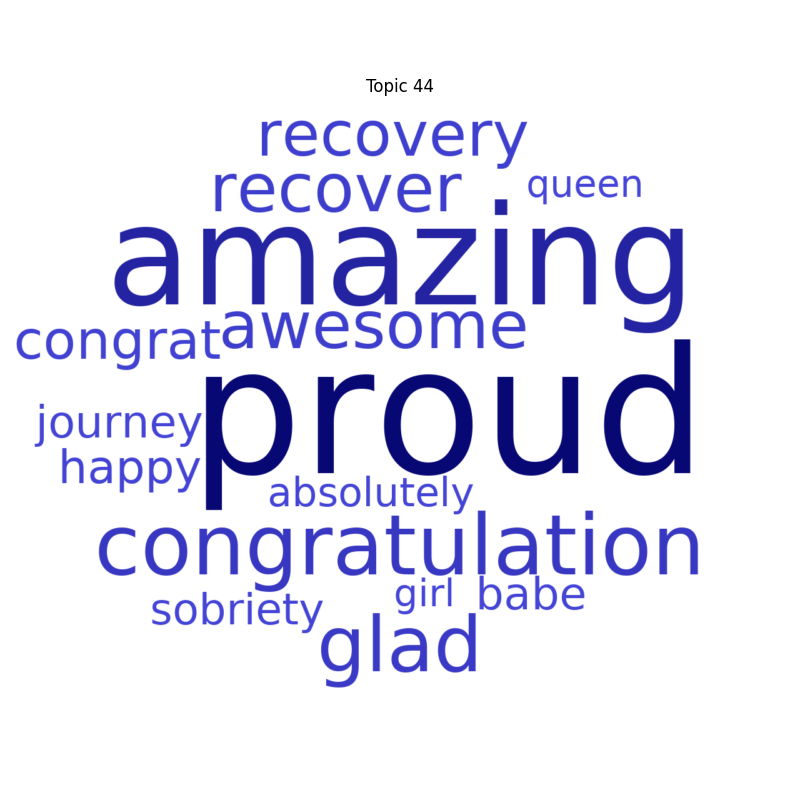 Topic 44
recovery
recover queen
amazing
awesome
congrat
proud
journey
happy
absolutely
congratulation
girl babe
sobriety
glad